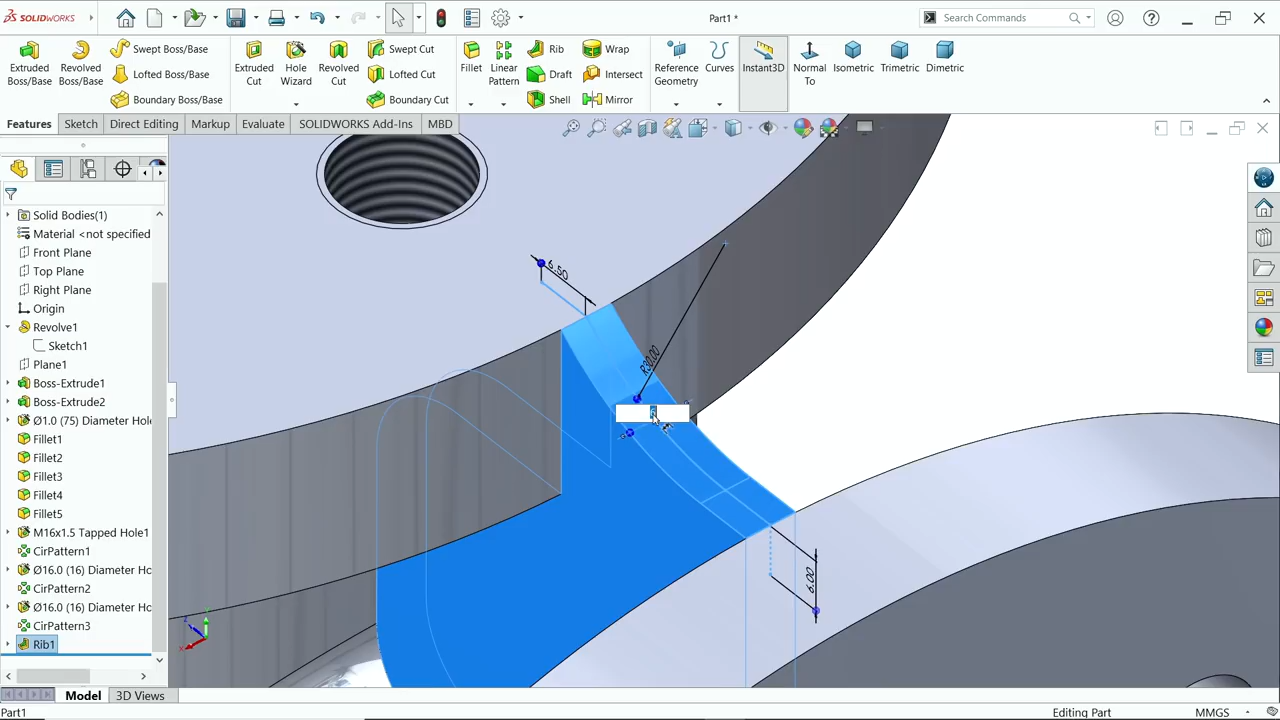 SOLIDWORKS
Part1 *
Search Commands
Extruded Boss/Base
Revolved Boss/Base
Swept Boss/Base
Lofted Boss/Base
Boundary Boss/Base
Extruded Cut
Hole Wizard
Revolved Cut
Swept Cut
Lofted Cut
Boundary Cut
Fillet
Linear Pattern
Rib
Draft
Shell
Wrap
Intersect
Mirror
Reference Geometry
Curves
Instant3D
Normal To
Isometric
Trimetric
Dimetric
Features
Sketch
Direct Editing
Markup
Evaluate
SOLIDWORKS Add-Ins
MBD
Solid Bodies(1)
Material <not specified
Front Plane
Top Plane
Right Plane
Origin
Revolve1
Sketch1
Plane1
Boss-Extrude1
Boss-Extrude2
Ø1.0 (75) Diameter Hol
Fillet1
Fillet2
Fillet3
Fillet4
Fillet5
M16x1.5 Tapped Hole1
CirPattern1
Ø16.0 (16) Diameter Ho
CirPattern2
Ø16.0 (16) Diameter Ho
CirPattern3
Rib1
6.50
R30.00
6.00
Model
3D Views
Part1
Editing Part
MMGS